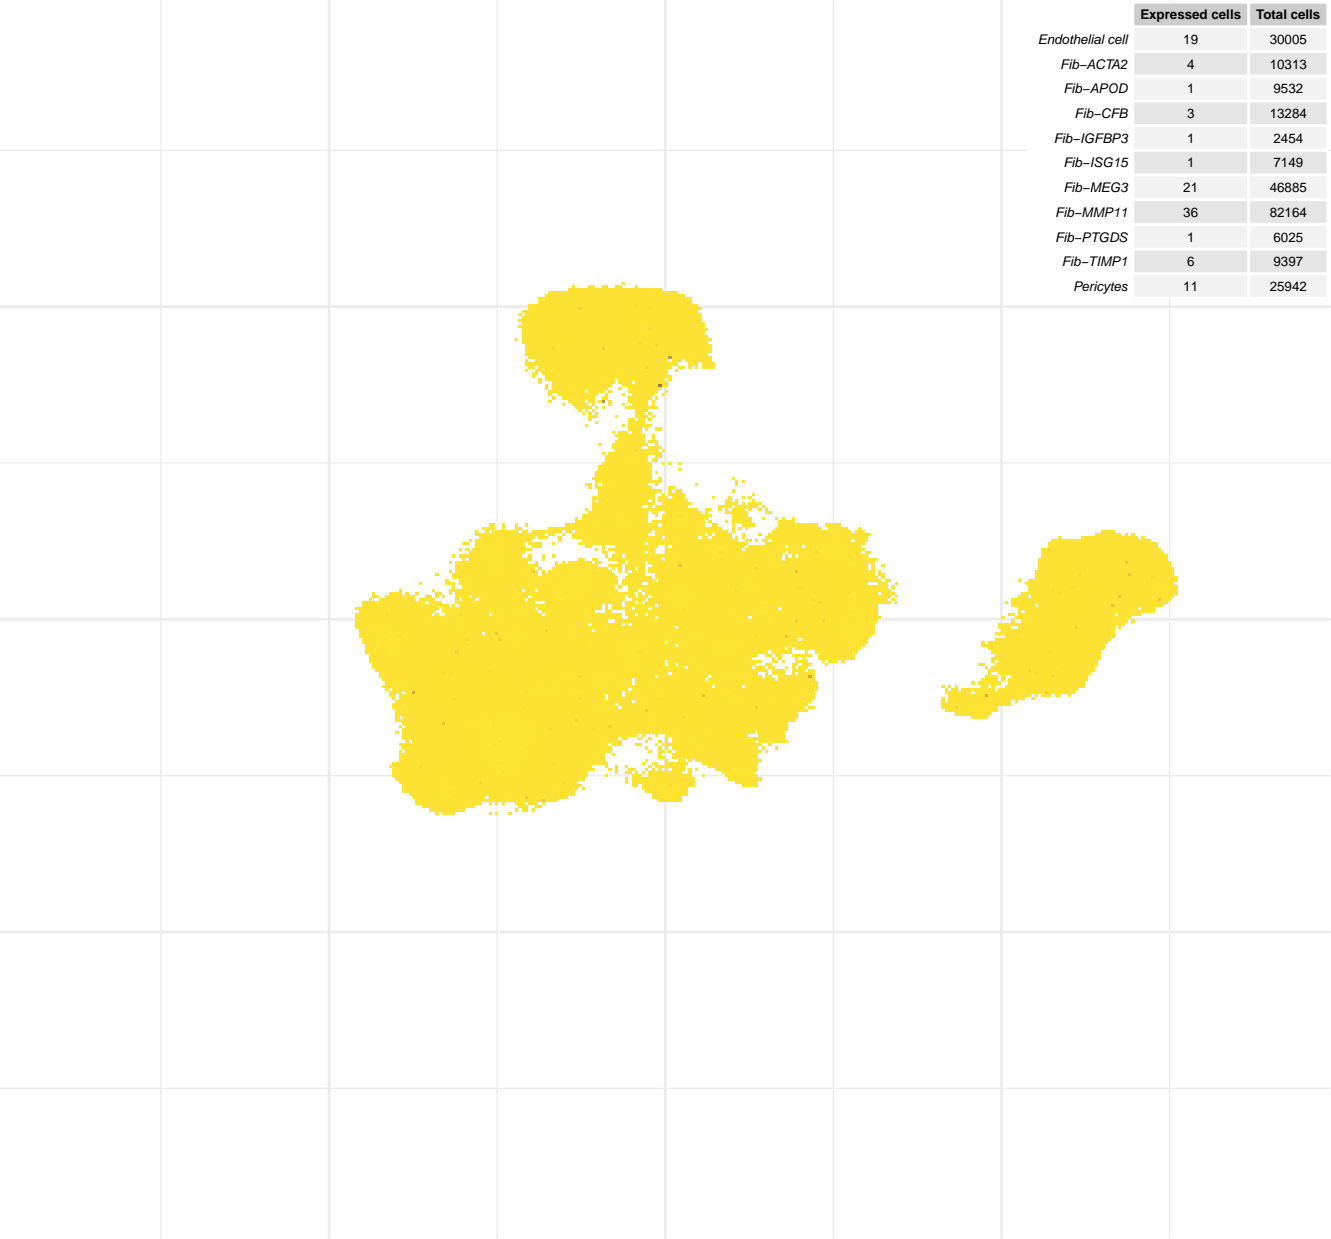 Expressed cells Total cells
Endothelial cell 19 30005
Fib−ACTA2 4 10313
Fib−APOD 1 9532
Fib−CFB 3 13284
Fib−IGFBP3 1 2454
Fib−ISG15 1 7149
Fib−MEG3 21 46885
Fib−MMP11 36 82164
Fib−PTGDS 1 6025
Fib−TIMP1 6 9397
Pericytes 11 25942